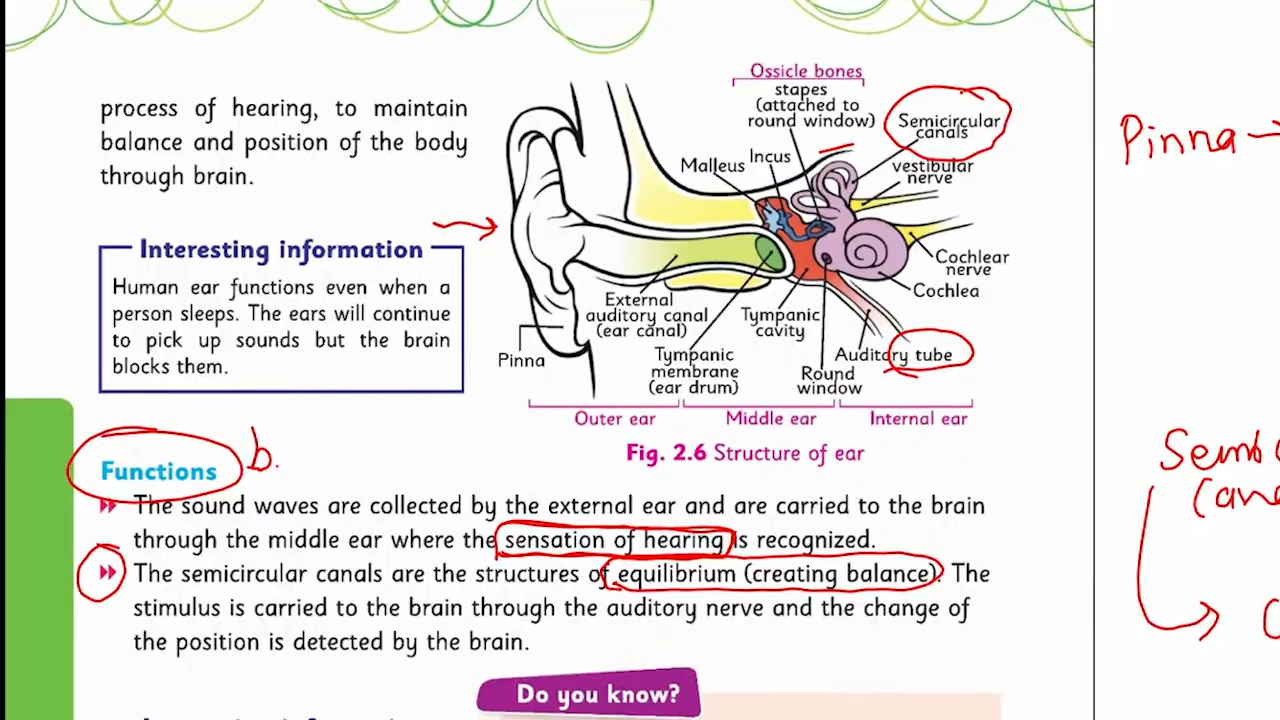 process of hearing, to maintain
balance and position of the body
through brain.
Interesting information
Human ear functions even when a
person sleeps. The ears will continue
to pick up sounds but the brain
blocks them.
Ossicle bones
stapes
(attached to
round window)
Semicircular
canals
Malleus
Incus
vestibular
nerve
Cochlear
nerve
Cochlea
External
auditory canal
(ear canal)
Tympanic
cavity
Pinna
Tympanic
membrane
(ear drum)
Round
window
Auditory tube
Outer ear
Middle ear
Internal ear
Fig. 2.6 Structure of ear
Pinna →
Functions
b.
The sound waves are collected by the external ear and are carried to the brain
through the middle ear where the sensation of hearing is recognized.
The semicircular canals are the structures of equilibrium (creating balance). The
stimulus is carried to the brain through the auditory nerve and the change of
the position is detected by the brain.
Do you know?